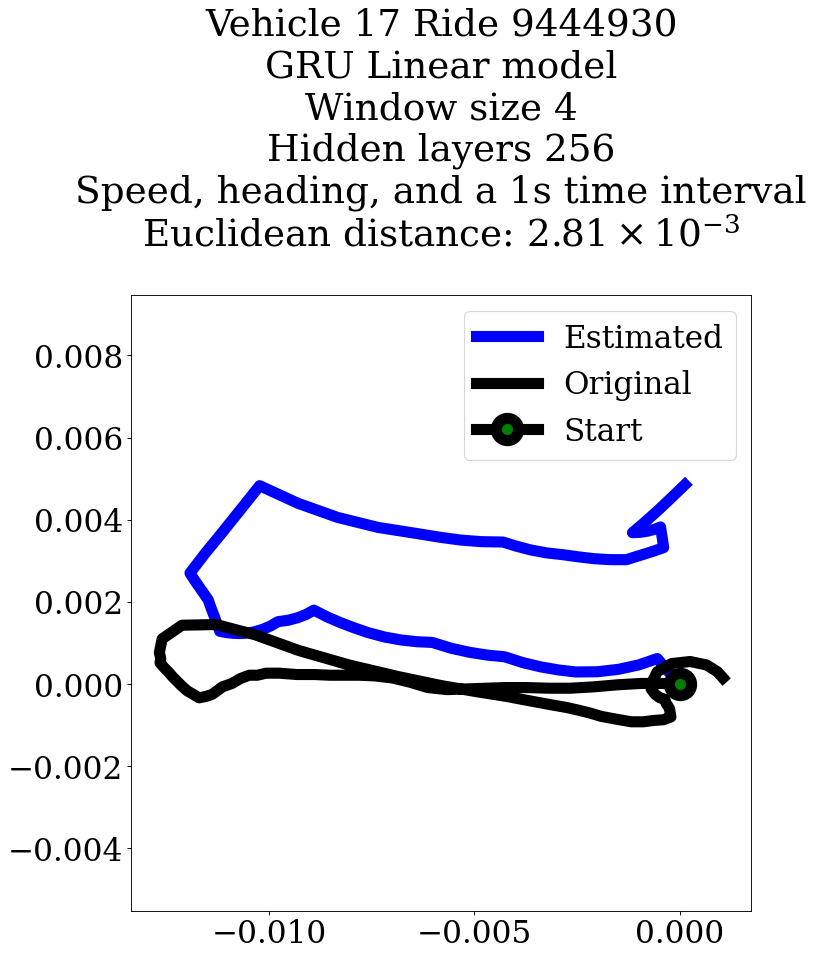 Vehicle 17 Ride 9444930
GRU Linear model
Window size 4
Hidden layers 256
Speed, heading, and a 1s time interval
Euclidean distance: 2.81 × 10⁻³
Estimated
Original
Start
0.008
0.006
0.004
0.002
0.000
−0.002
−0.004
−0.010 −0.005 0.000